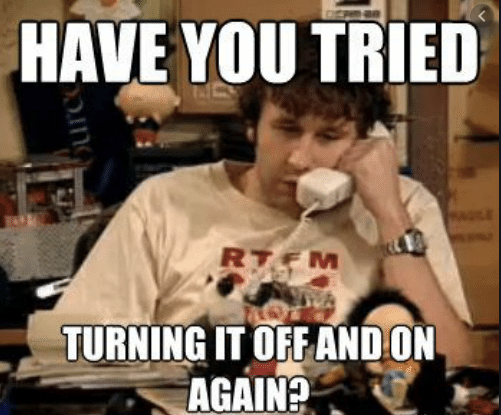 HAVE YOU TRIED
RTFM
TURNING IT OFF AND ON
AGAIN?